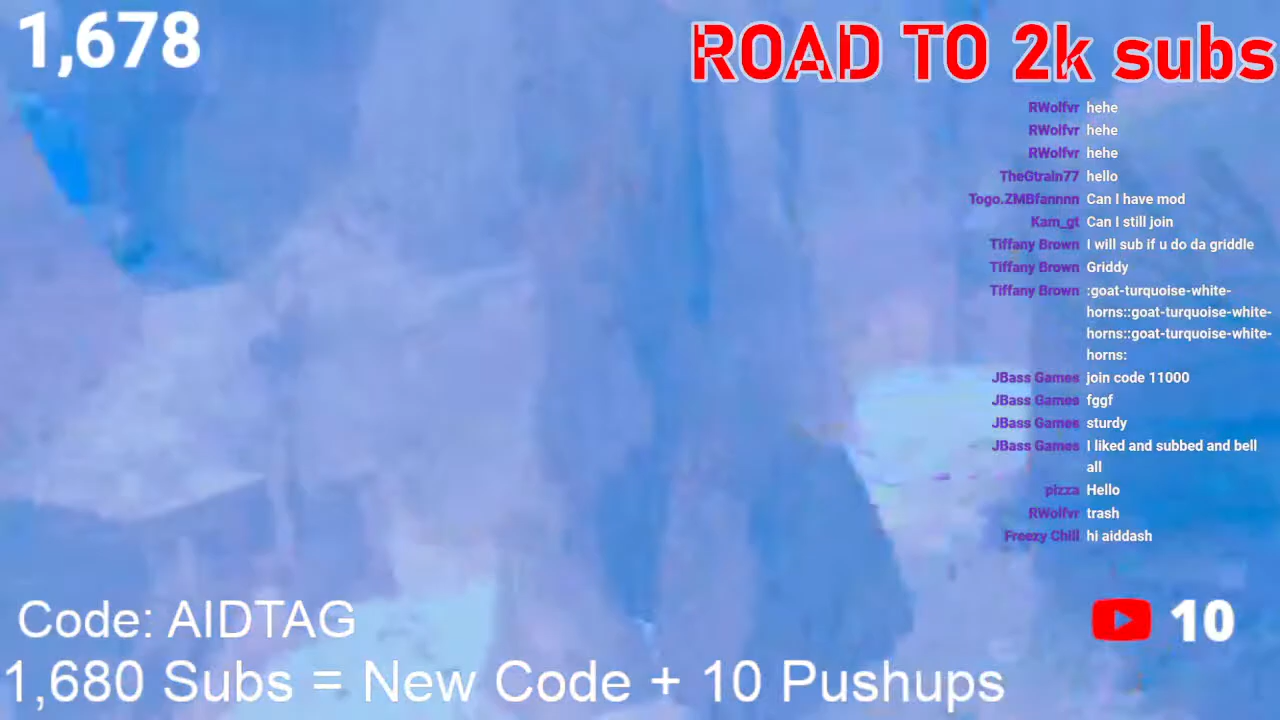 1,678
ROAD TO 2k subs
RWolfvr hehe
RWolfvr hehe
RWolfvr hehe
TheGtrain77 hello
Togo.ZMBfannnn Can I have mod
Kam_gt Can I still join
Tiffany Brown I will sub if u do da griddle
Tiffany Brown Griddy
Tiffany Brown :goat-turquoise-white-
horns::goat-turquoise-white-
horns::goat-turquoise-white-
horns:
JBass Games join code 11000
JBass Games fggf
JBass Games sturdy
JBass Games I liked and subbed and bell
all
pizza Hello
RWolfvr trash
Freezy Chill hi aiddash
10
Code: AIDTAG
1,680 Subs = New Code + 10 Pushups